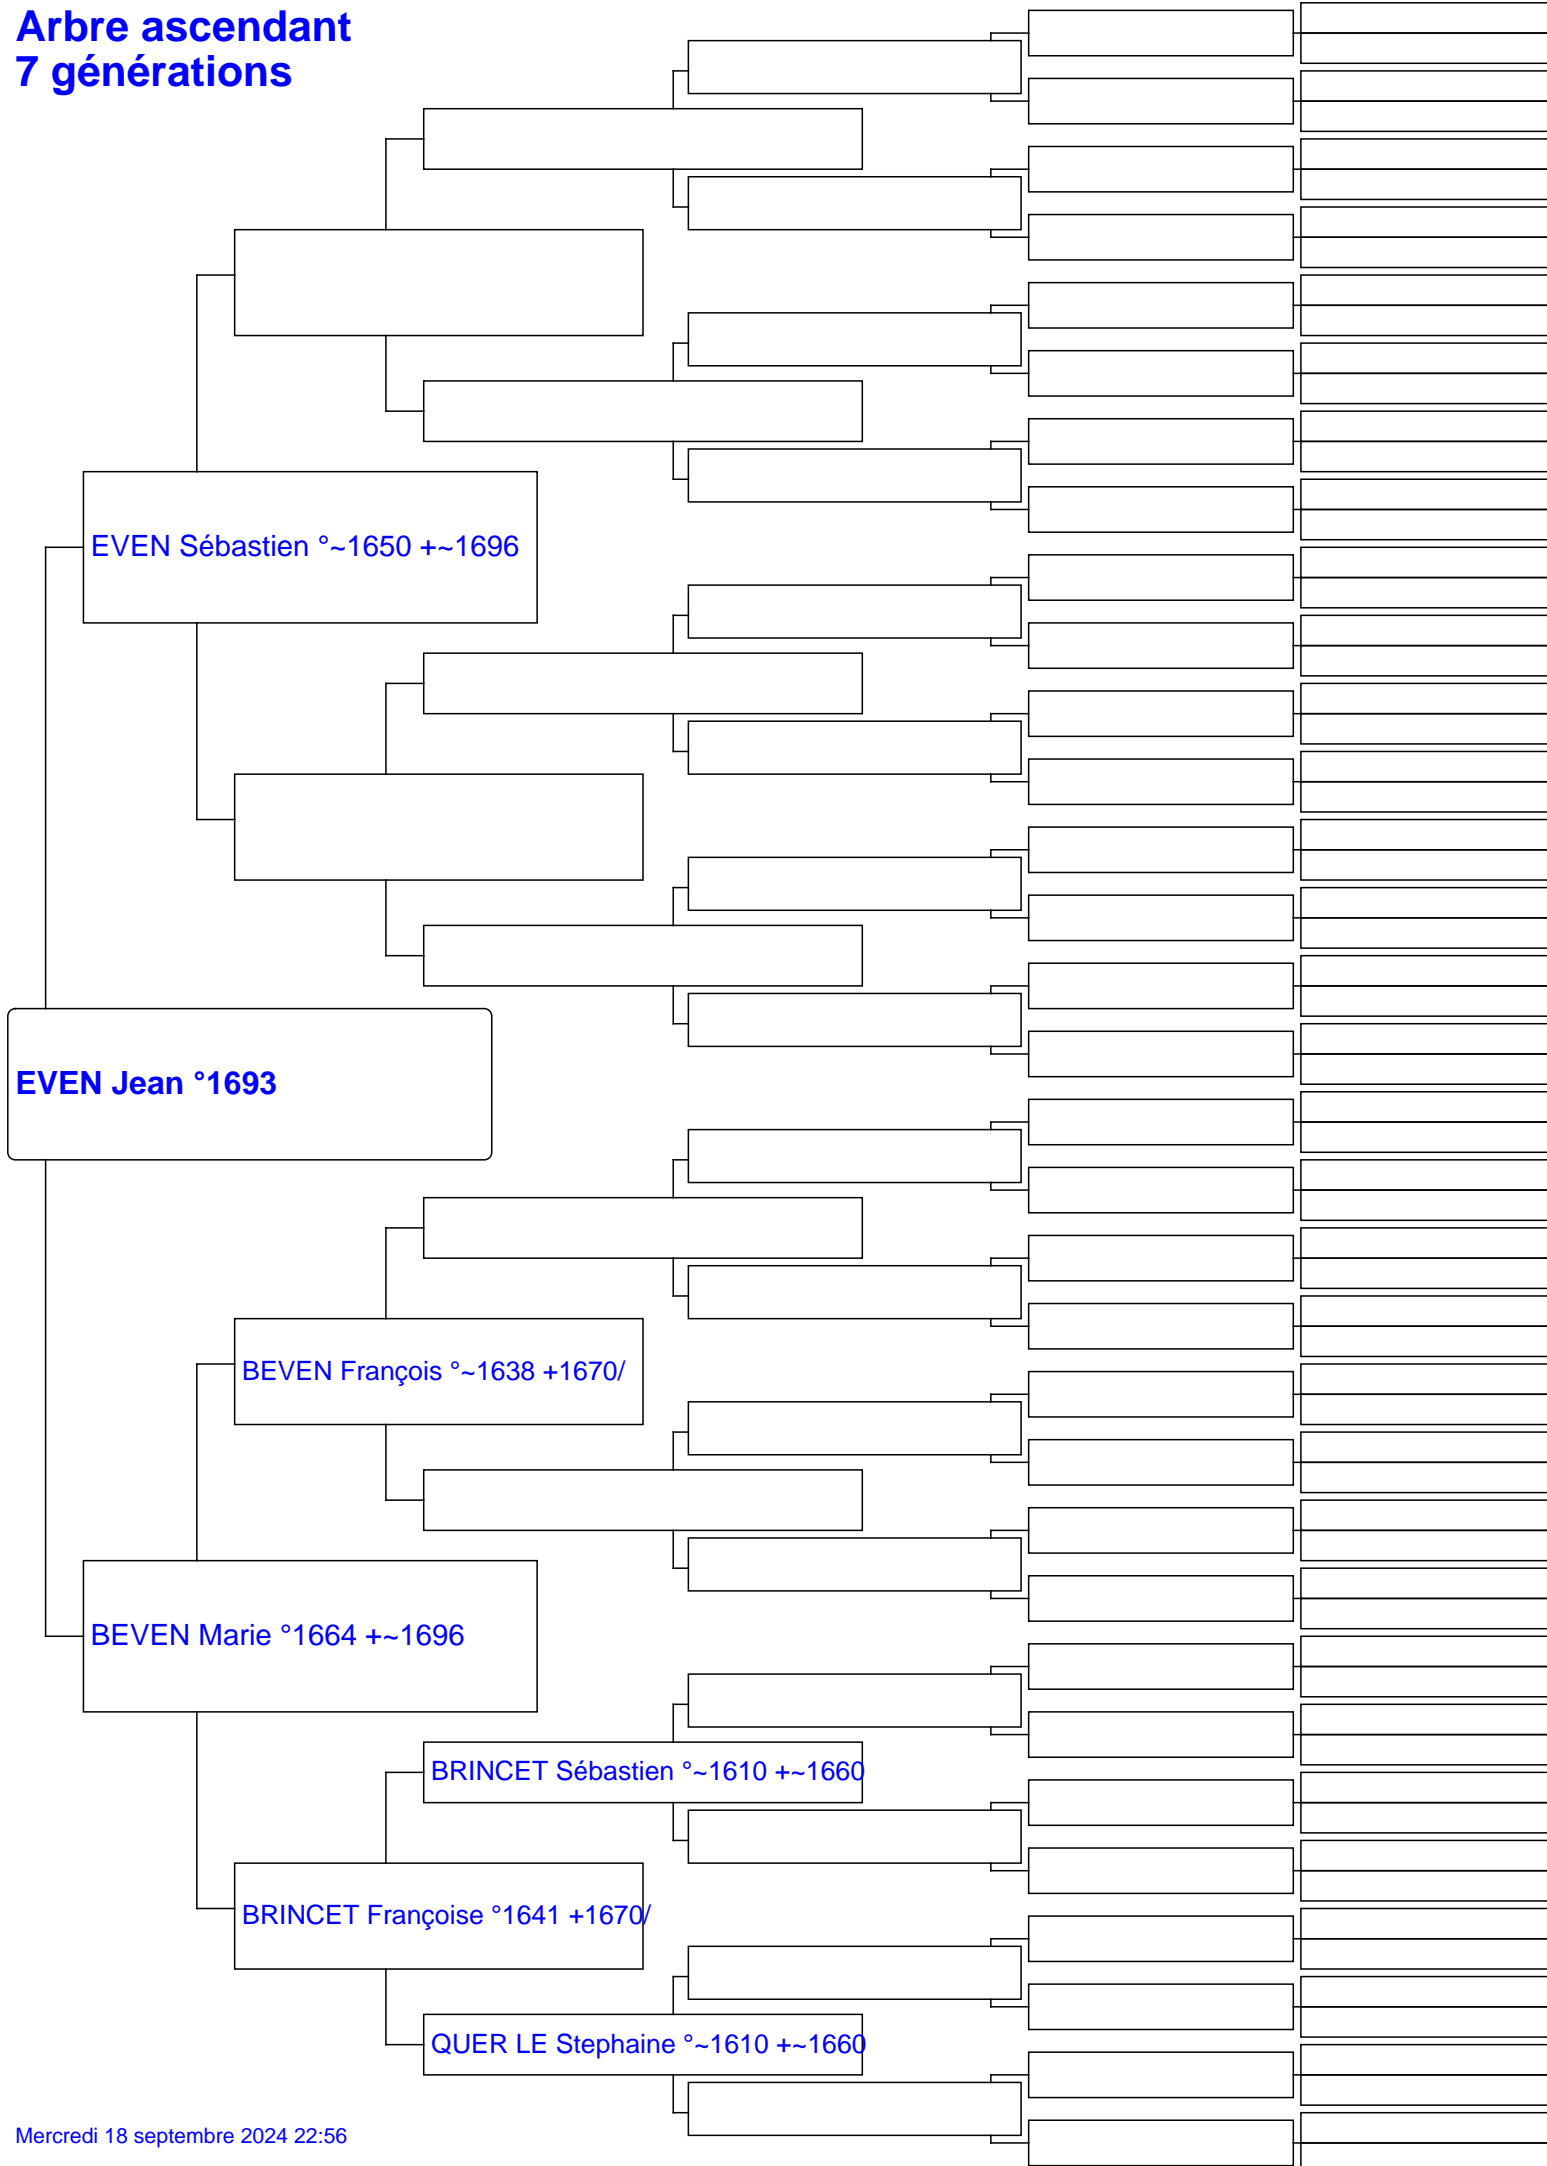 Arbre ascendant
7 générations
EVEN Sébastien °~1650 +~1696
EVEN Jean °1693
BEVEN François °~1638 +1670/
BEVEN Marie °1664 +~1696
BRINCET Sébastien °~1610 +~1660
BRINCET Françoise °1641 +1670/
QUER LE Stephaine °~1610 +~1660
Mercredi 18 septembre 2024 22:56